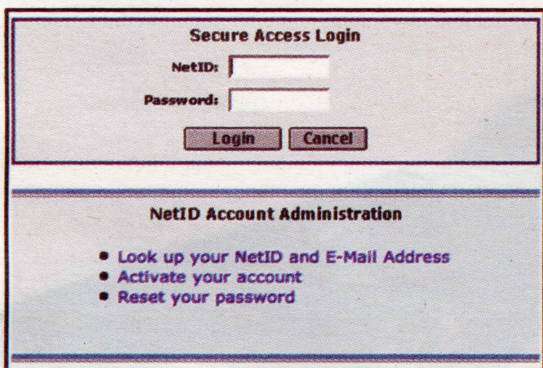 Secure Access Login
NetID:
Password:
Login Cancel
NetID Account Administration
• Look up your NetID and E-Mail Address
• Activate your account
• Reset your password